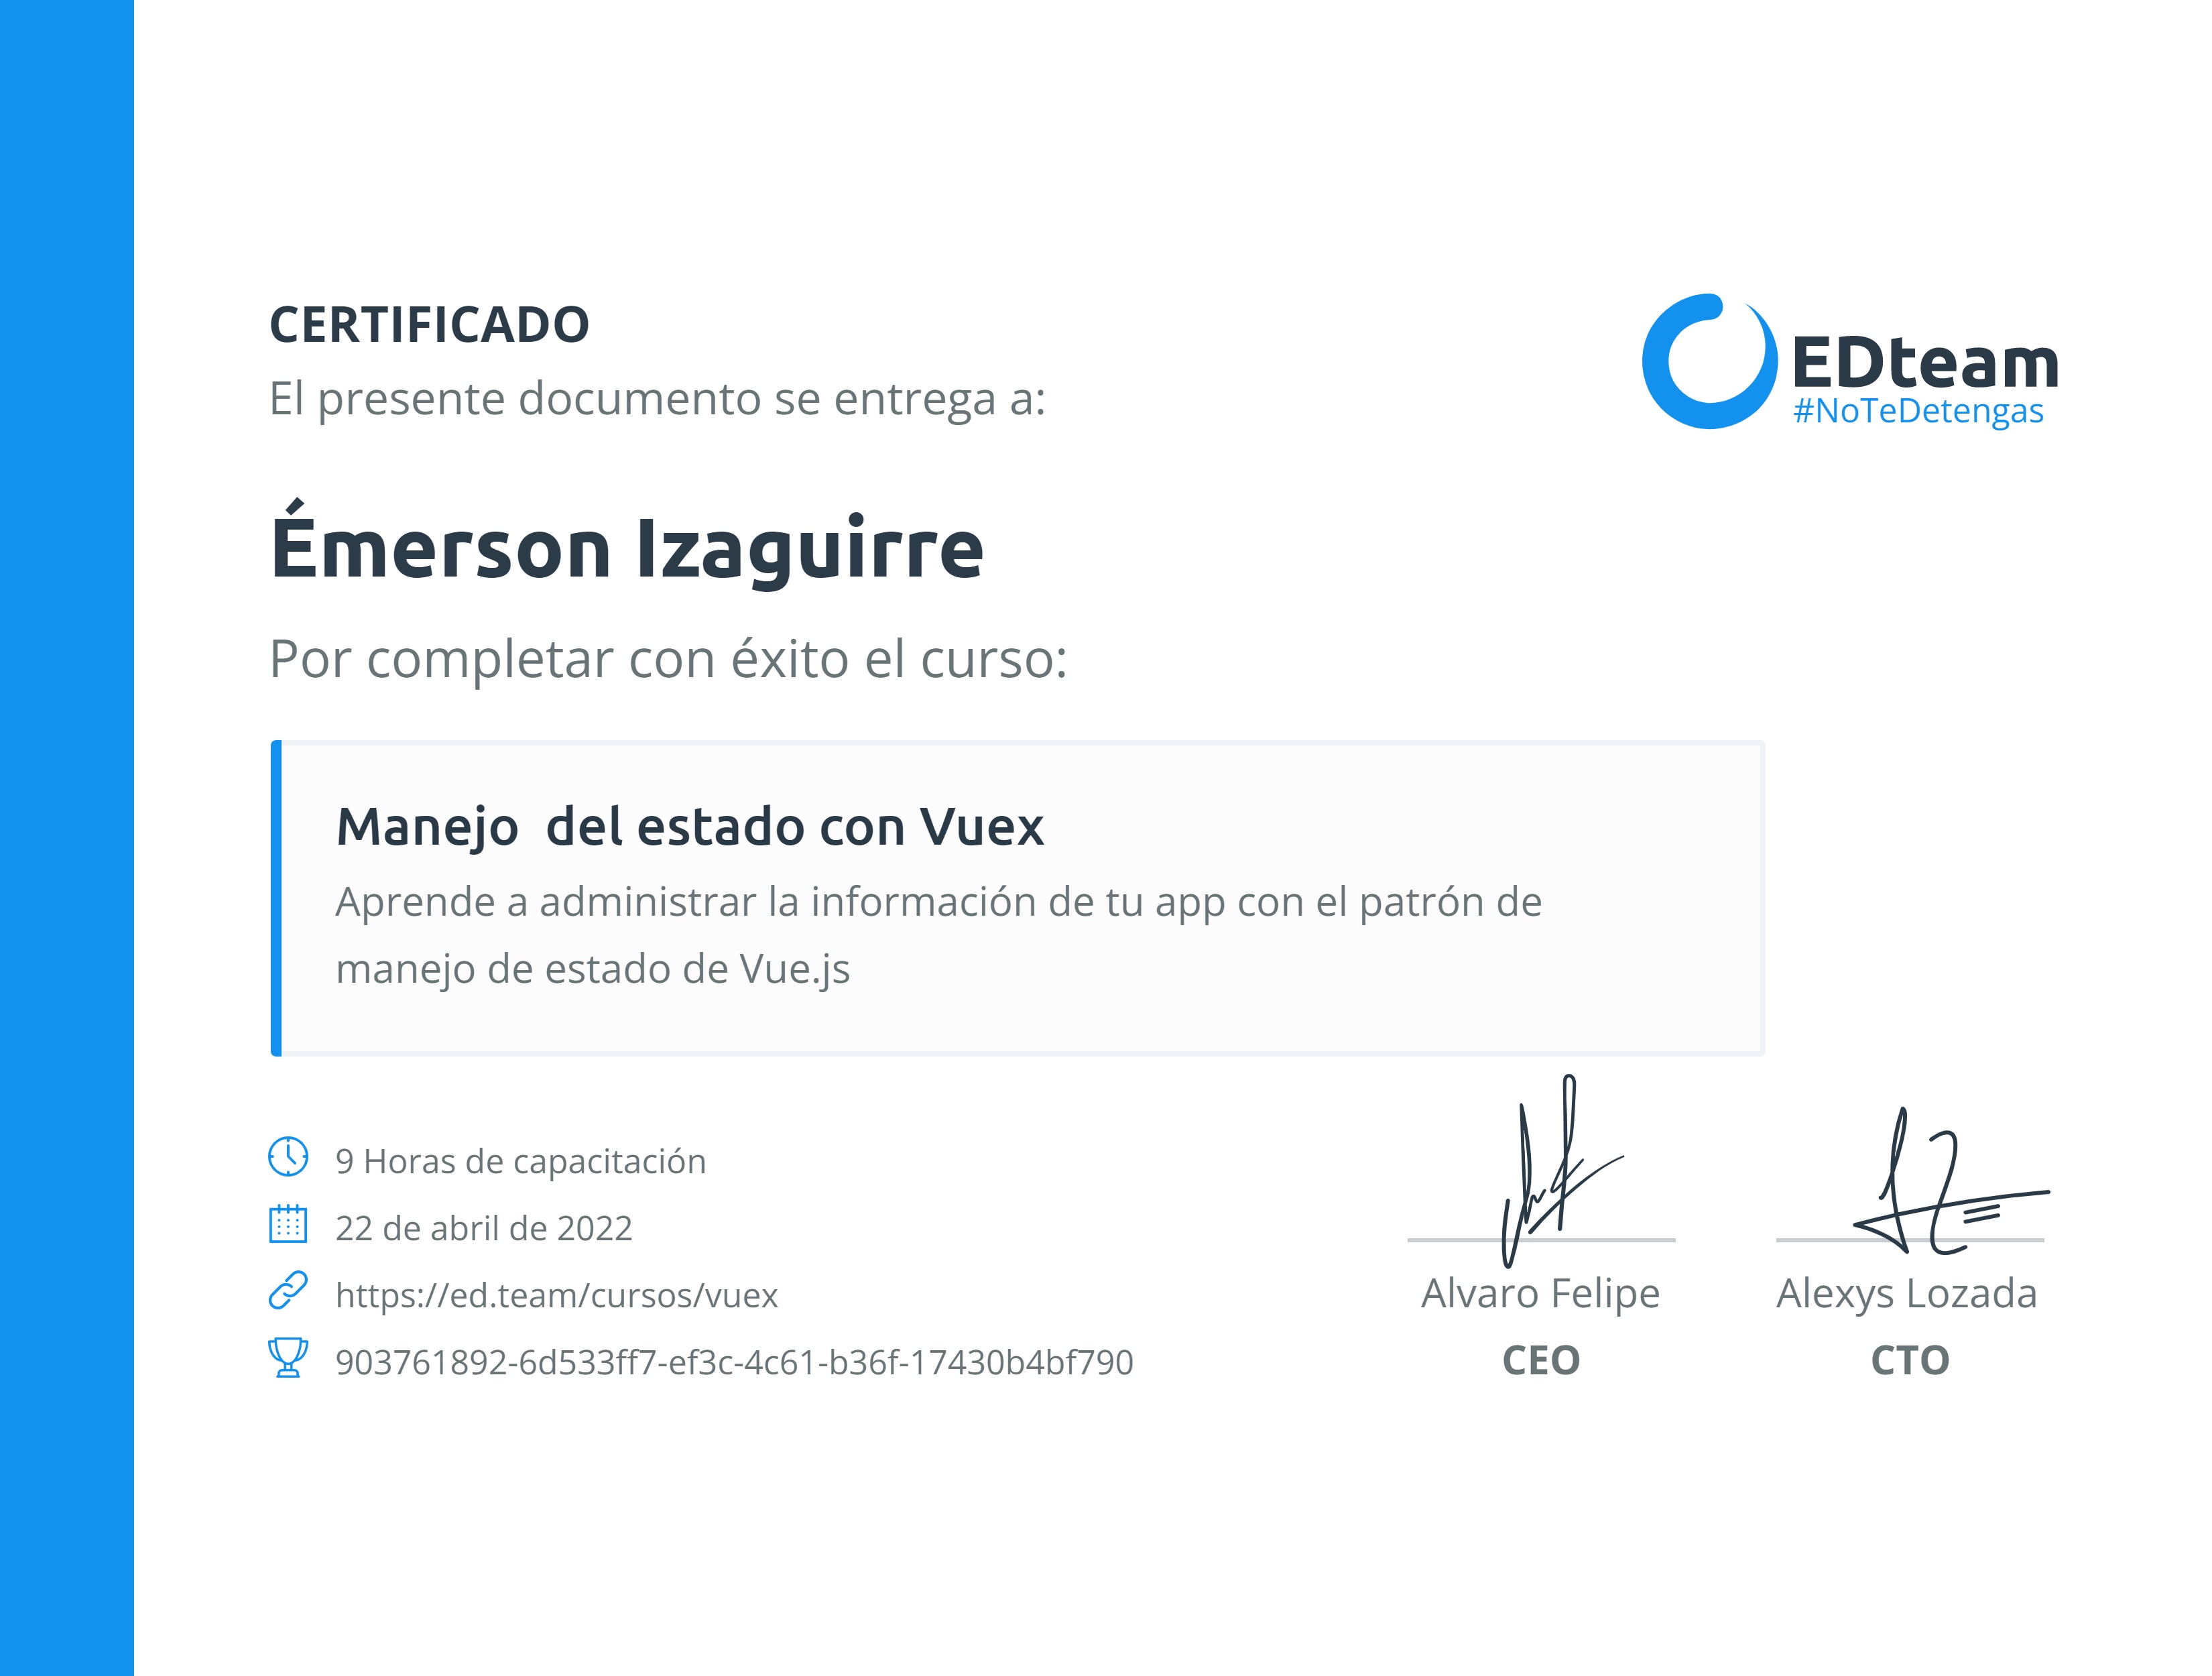 CERTIFICADO
El presente documento se entrega a:
EDteam
#NoTeDetengas
Émerson Izaguirre
Por completar con éxito el curso:
Manejo  del estado con Vuex
Aprende a administrar la información de tu app con el patrón de
manejo de estado de Vue.js
9 Horas de capacitación
22 de abril de 2022
https://ed.team/cursos/vuex
903761892-6d533ff7-ef3c-4c61-b36f-17430b4bf790
Alvaro Felipe
CEO
Alexys Lozada
CTO